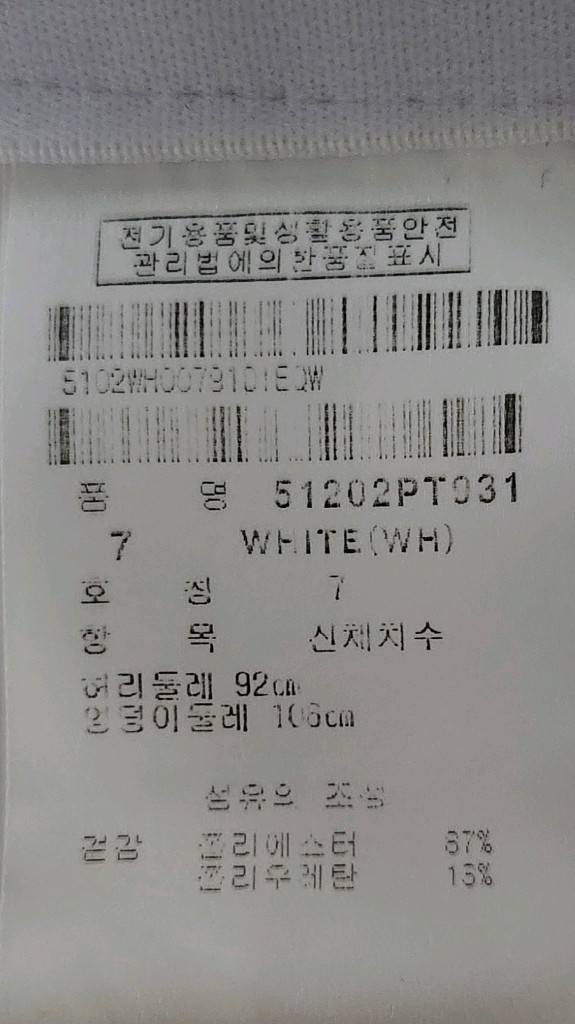 전기용품및생활용품안전
관리법에의한품질표시
5102WH0079101EQW
품 명 51202PT031
7 WHITE(WH)
호 칭 7
항 목 신체치수
허리둘레 92cm
엉덩이둘레 106cm
섬유의 조성
겉감 폴리에스터 87%
폴리우레탄 13%